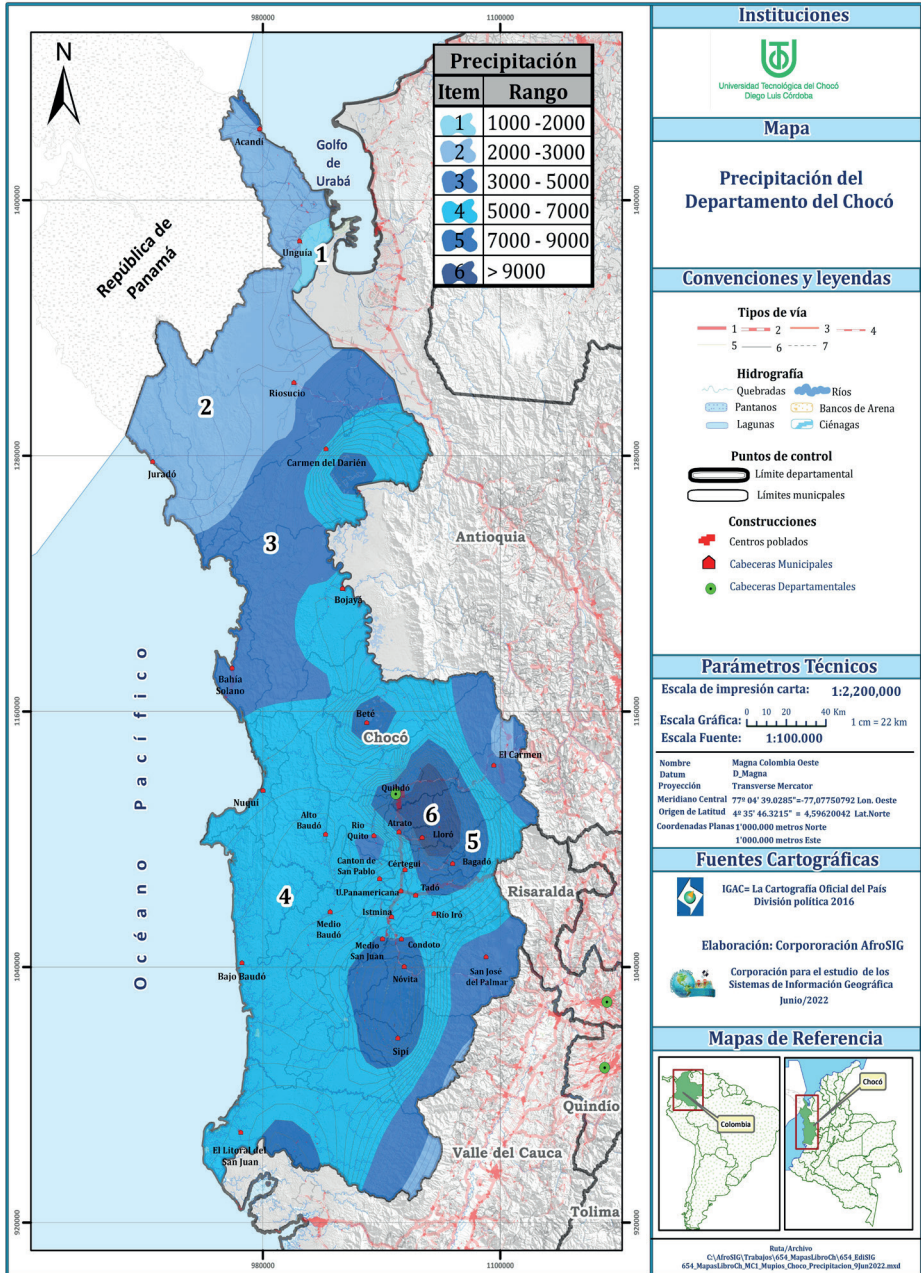 980000
1100000
N
Precipitación
Item Rango
1 1000 -2000
2 2000 -3000
3 3000 - 5000
4 5000 - 7000
5 7000 - 9000
6 > 9000
Golfo
de
Urabá
República de
Panamá
Acandí
Unguía
1
2
Riosucio
Juradó
Carmen del Darién
3
Antioquia
Bojayá
Bahía
Solano
Océano Pacífico
Beté
Chocó
El Carmen
Quibdó
Nuquí
Alto
Baudó
Rio
Quito
Atrato
6
Lloró
5
Canton de
San Pablo
Cértegui
Bagadó
4
U.Panamericana
Tadó
Risaralda
Medio
Baudó
Istmina
Río Iró
Medio
San Juan
Condoto
Bajo Baudó
Nóvita
San José
del Palmar
Sipí
Quindío
El Litoral del
San Juan
Valle del Cauca
Tolima
1400000
1280000
1160000
1040000
920000
1400000
1280000
1160000
1040000
920000
980000
1100000
Instituciones
Universidad Tecnológica del Chocó
Diego Luis Córdoba
Mapa
Precipitación del
Departamento del Chocó
Convenciones y leyendas
Tipos de vía
1 2 3 4
5 6 7
Hidrografía
Quebradas Ríos
Pantanos Bancos de Arena
Lagunas Ciénagas
Puntos de control
Límite departamental
Límites municpales
Construcciones
Centros poblados
Cabeceras Municipales
Cabeceras Departamentales
Parámetros Técnicos
Escala de impresión carta: 1:2,200,000
0 10 20 40 Km
Escala Gráfica: 1 cm = 22 km
Escala Fuente: 1:100.000
Nombre Magna Colombia Oeste
Datum D_Magna
Proyección Transverse Mercator
Meridiano Central 77º 04' 39.0285"=-77,07750792 Lon. Oeste
Origen de Latitud 4º 35' 46.3215" = 4,59620042 Lat.Norte
Coordenadas Planas 1'000.000 metros Norte
1'000.000 metros Este
Fuentes Cartográficas
IGAC= La Cartografía Oficial del País
División política 2016
Elaboración: Corpororación AfroSIG
Corporación para el estudio de los
Sistemas de Información Geográfica
Junio/2022
Mapas de Referencia
Colombia
Chocó
Ruta/Archivo
C:\AfroSIG\Trabajos\654_MapasLibroCh\654_EdiSIG
654_MapasLibroCh_MC1_Mupios_Choco_Precipitacion_9Jun2022.mxd